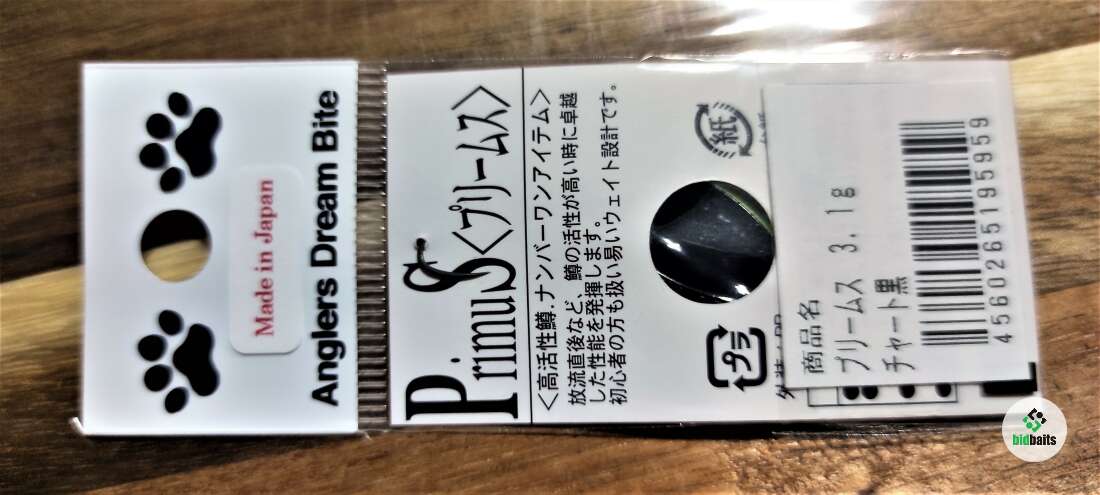 Anglers Dream Bite
Made in Japan
PrimuS<プリームス>
<高活性鱒.ナンバーワンアイテム>
放流直後など、鱒の活性が高い時に卓越
した性能を発揮します。
初心者の方も扱い易いウェイト設計です。
紙
プラ
商品名
プリームス 3.1g
チャート黒
4560265195959
bidbaits